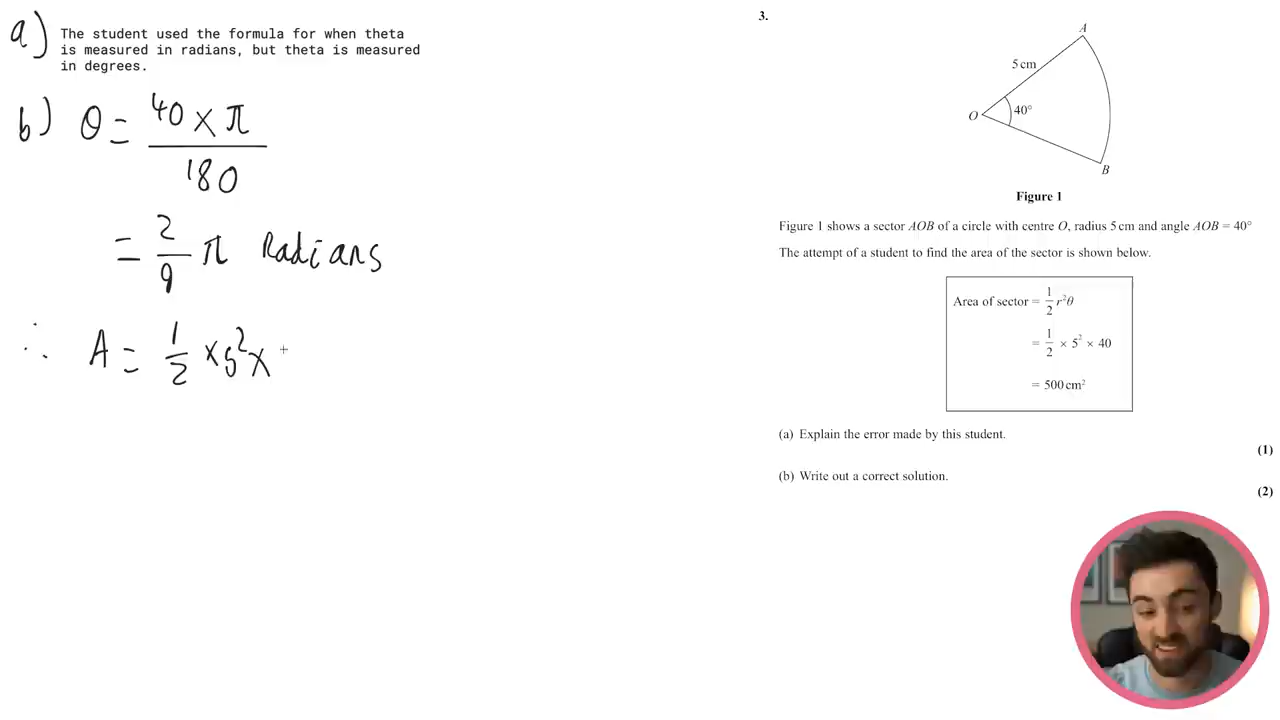 a) The student used the formula for when theta
is measured in radians, but theta is measured
in degrees.
b) θ = 40 × π / 180
= 2/9 π Radians
∴ A = 1/2 × 5² ×
3.
A
5 cm
O
40°
B
Figure 1
Figure 1 shows a sector AOB of a circle with centre O, radius 5 cm and angle AOB = 40°
The attempt of a student to find the area of the sector is shown below.
Area of sector = 1/2 r²θ
= 1/2 × 5² × 40
= 500 cm²
(a) Explain the error made by this student.
(1)
(b) Write out a correct solution.
(2)